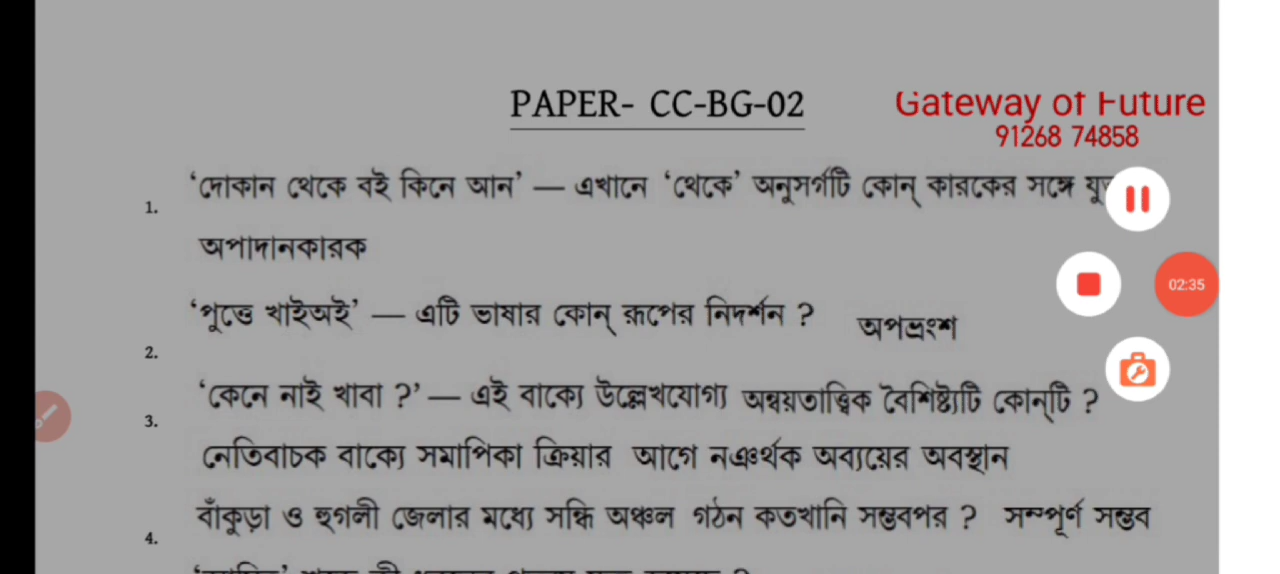 PAPER- CC-BG-02
Gateway of Future
91268 74858
1. ‘দোকান থেকে বই কিনে আন’ — এখানে ‘থেকে’ অনুসর্গটি কোন্ কারকের সঙ্গে
অপাদানকারক
2. ‘পুত্তে খাইঅই’ — এটি ভাষার কোন্ রূপের নিদর্শন ? অপভ্রংশ
3. ‘কেনে নাই খাবা ?’ — এই বাক্যে উল্লেখযোগ্য অন্বয়তাত্ত্বিক বৈশিষ্ট্যটি কোন্‌টি ?
নেতিবাচক বাক্যে সমাপিকা ক্রিয়ার আগে নঞর্থক অব্যয়ের অবস্থান
4. বাঁকুড়া ও হুগলী জেলার মধ্যে সন্ধি অঞ্চল গঠন কতখানি সম্ভবপর ? সম্পূর্ণ সম্ভব
02:35